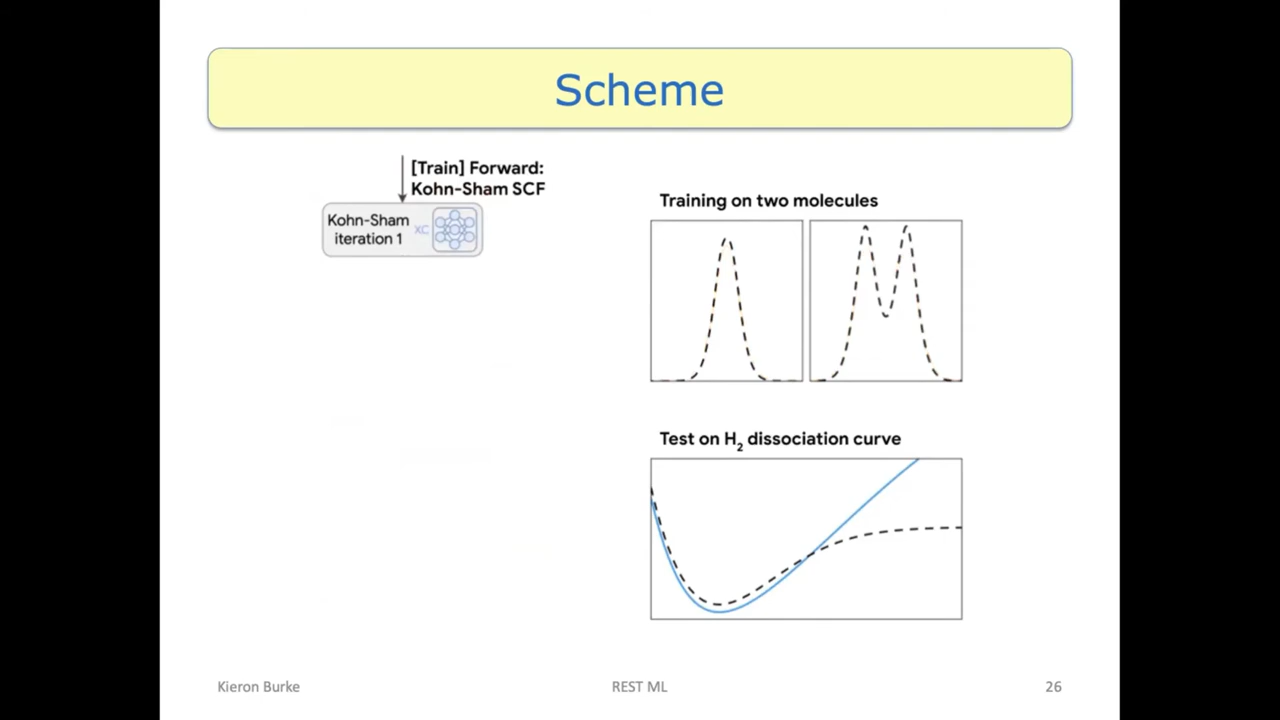 Scheme
[Train] Forward:
Kohn-Sham SCF
Kohn-Sham
iteration 1
XC
Training on two molecules
Test on H2 dissociation curve
Kieron Burke
REST ML
26